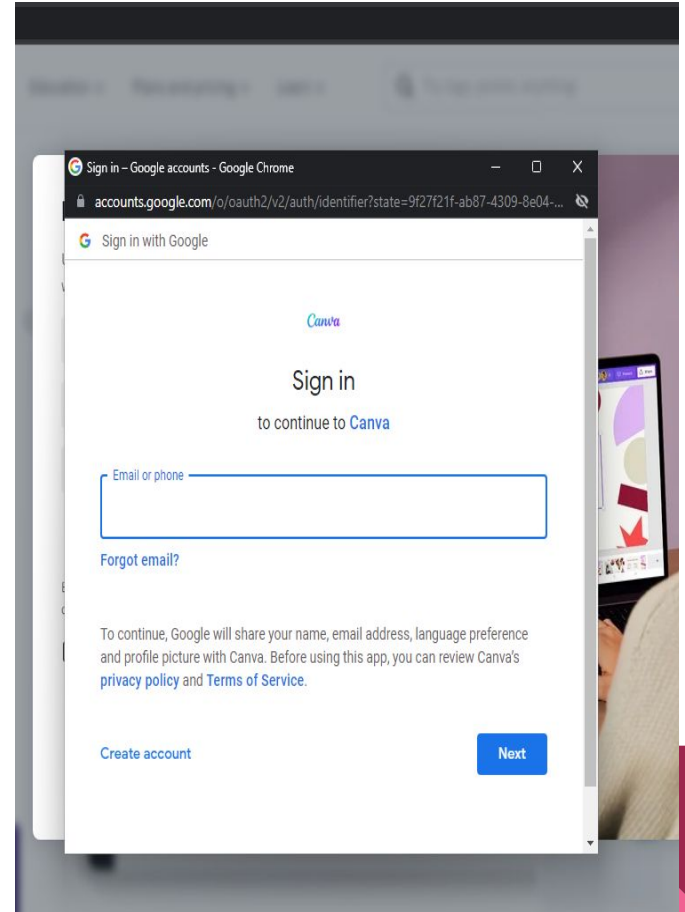 Sign in – Google accounts - Google Chrome
accounts.google.com/o/oauth2/v2/auth/identifier?state=9f27f21f-ab87-4309-8e04-...
Sign in with Google
Canva
Sign in
to continue to Canva
Email or phone
Forgot email?
To continue, Google will share your name, email address, language preference
and profile picture with Canva. Before using this app, you can review Canva's
privacy policy and Terms of Service.
Create account
Next